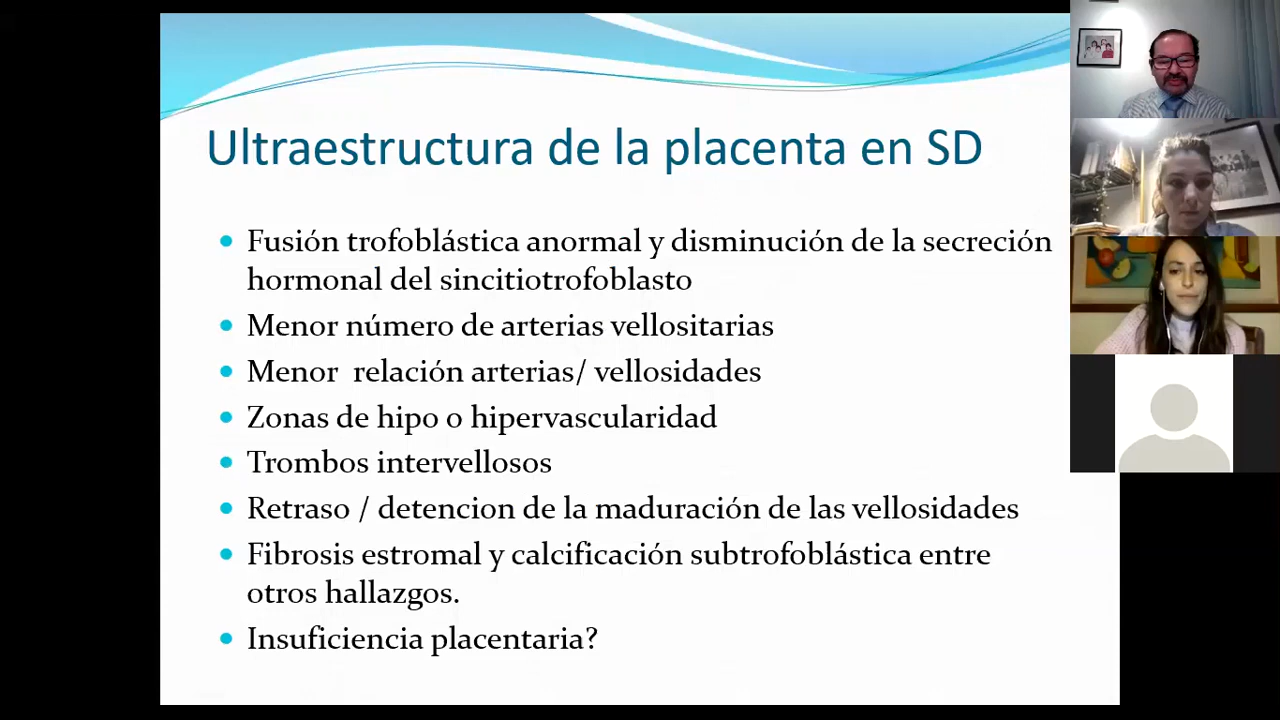 Ultraestructura de la placenta en SD
Fusión trofoblástica anormal y disminución de la secreción
hormonal del sincitiotrofoblasto
Menor número de arterias vellositarias
Menor relación arterias/ vellosidades
Zonas de hipo o hipervascularidad
Trombos intervellosos
Retraso / detencion de la maduración de las vellosidades
Fibrosis estromal y calcificación subtrofoblástica entre
otros hallazgos.
Insuficiencia placentaria?